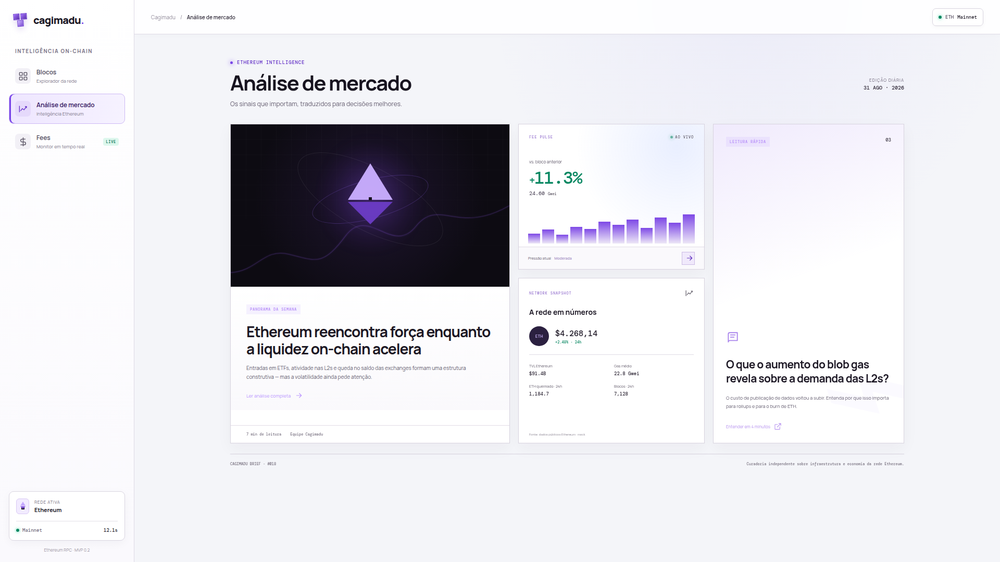 cagimadu.
INTELIGÊNCIA ON-CHAIN
Blocos
Explorador da rede
Análise de mercado
Inteligência Ethereum
Fees
Monitor em tempo real
LIVE
REDE ATIVA
Ethereum
Mainnet
12.1s
Ethereum RPC · MVP 0.2
Cagimadu / Análise de mercado
ETH Mainnet
ETHEREUM INTELLIGENCE
Análise de mercado
Os sinais que importam, traduzidos para decisões melhores.
EDIÇÃO DIÁRIA
31 AGO · 2026
PANORAMA DA SEMANA
Ethereum reencontra força enquanto
a liquidez on-chain acelera
Entradas em ETFs, atividade nas L2s e queda no saldo das exchanges formam uma estrutura
construtiva — mas a volatilidade ainda pede atenção.
Ler análise completa
7 min de leitura Equipe Cagimadu
FEE PULSE
AO VIVO
vs. bloco anterior
+11.3%
24.60 Gwei
Pressão atual Moderada
NETWORK SNAPSHOT
A rede em números
ETH
$4.268,14
+2.48% · 24h
TVL Ethereum
$91.4B
Gas médio
22.8 Gwei
ETH queimado · 24h
1,184.7
Blocos · 24h
7,128
Fonte: dados públicos Ethereum · mock
LEITURA RÁPIDA
03
O que o aumento do blob gas
revela sobre a demanda das L2s?
O custo de publicação de dados voltou a subir. Entenda por que isso importa
para rollups e para o burn de ETH.
Entender em 4 minutos
CAGIMADU BRIEF · #018
Curadoria independente sobre infraestrutura e economia da rede Ethereum.